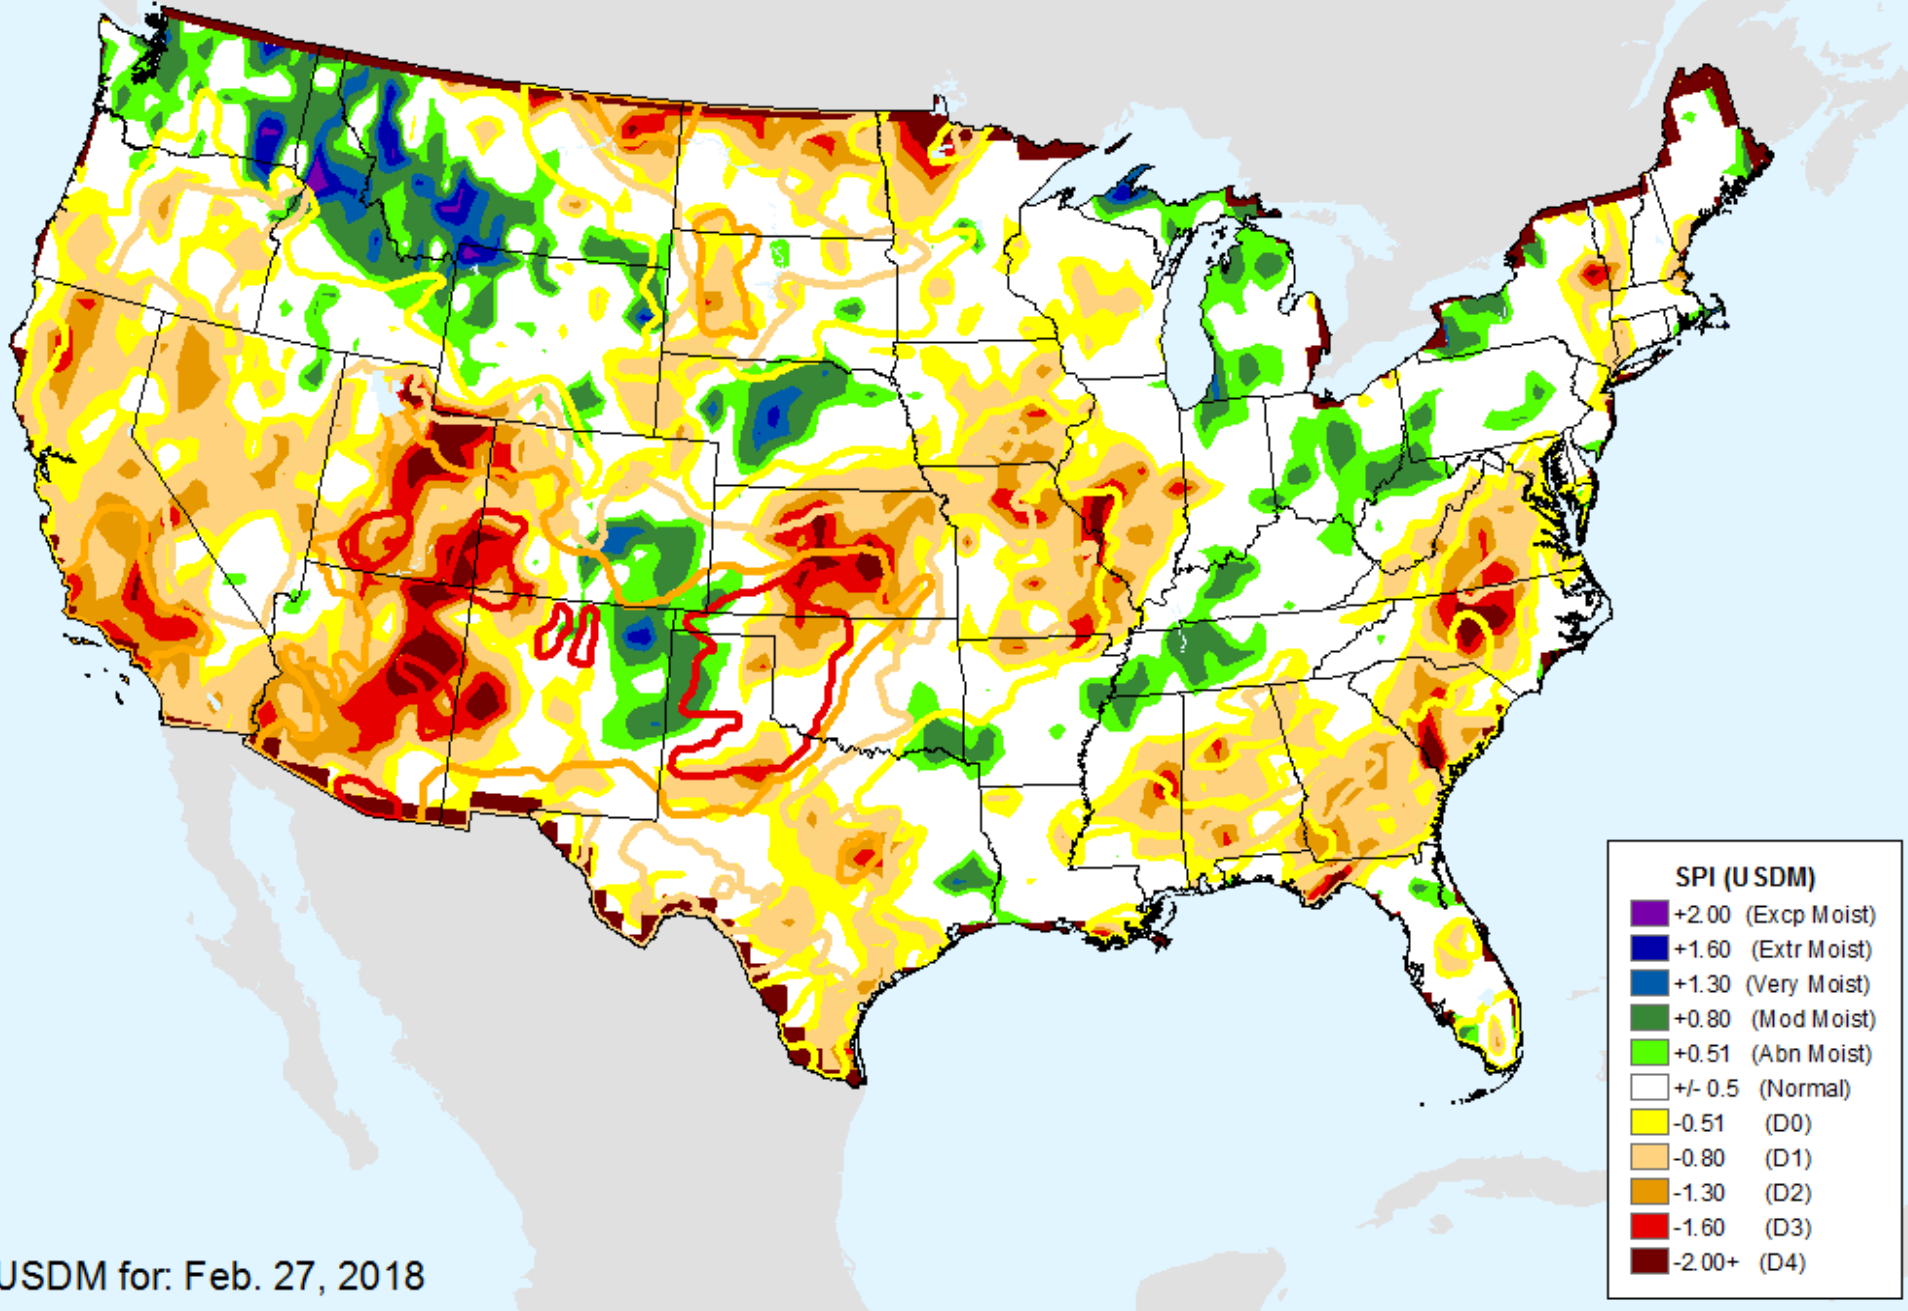 SPI (USDM)
+2.00 (Excp Moist)
+1.60 (Extr Moist)
+1.30 (Very Moist)
+0.80 (Mod Moist)
+0.51 (Abn Moist)
+/- 0.5 (Normal)
-0.51 (D0)
-0.80 (D1)
-1.30 (D2)
-1.60 (D3)
-2.00+ (D4)
USDM for: Feb. 27, 2018